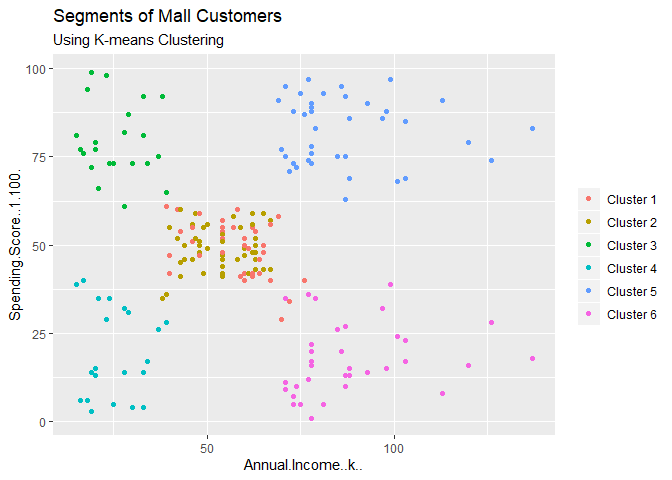 Segments of Mall Customers
Using K-means Clustering
100
75
50
25
0
Spending.Score..1.100.
50
100
Annual.Income..k..
Cluster 1
Cluster 2
Cluster 3
Cluster 4
Cluster 5
Cluster 6